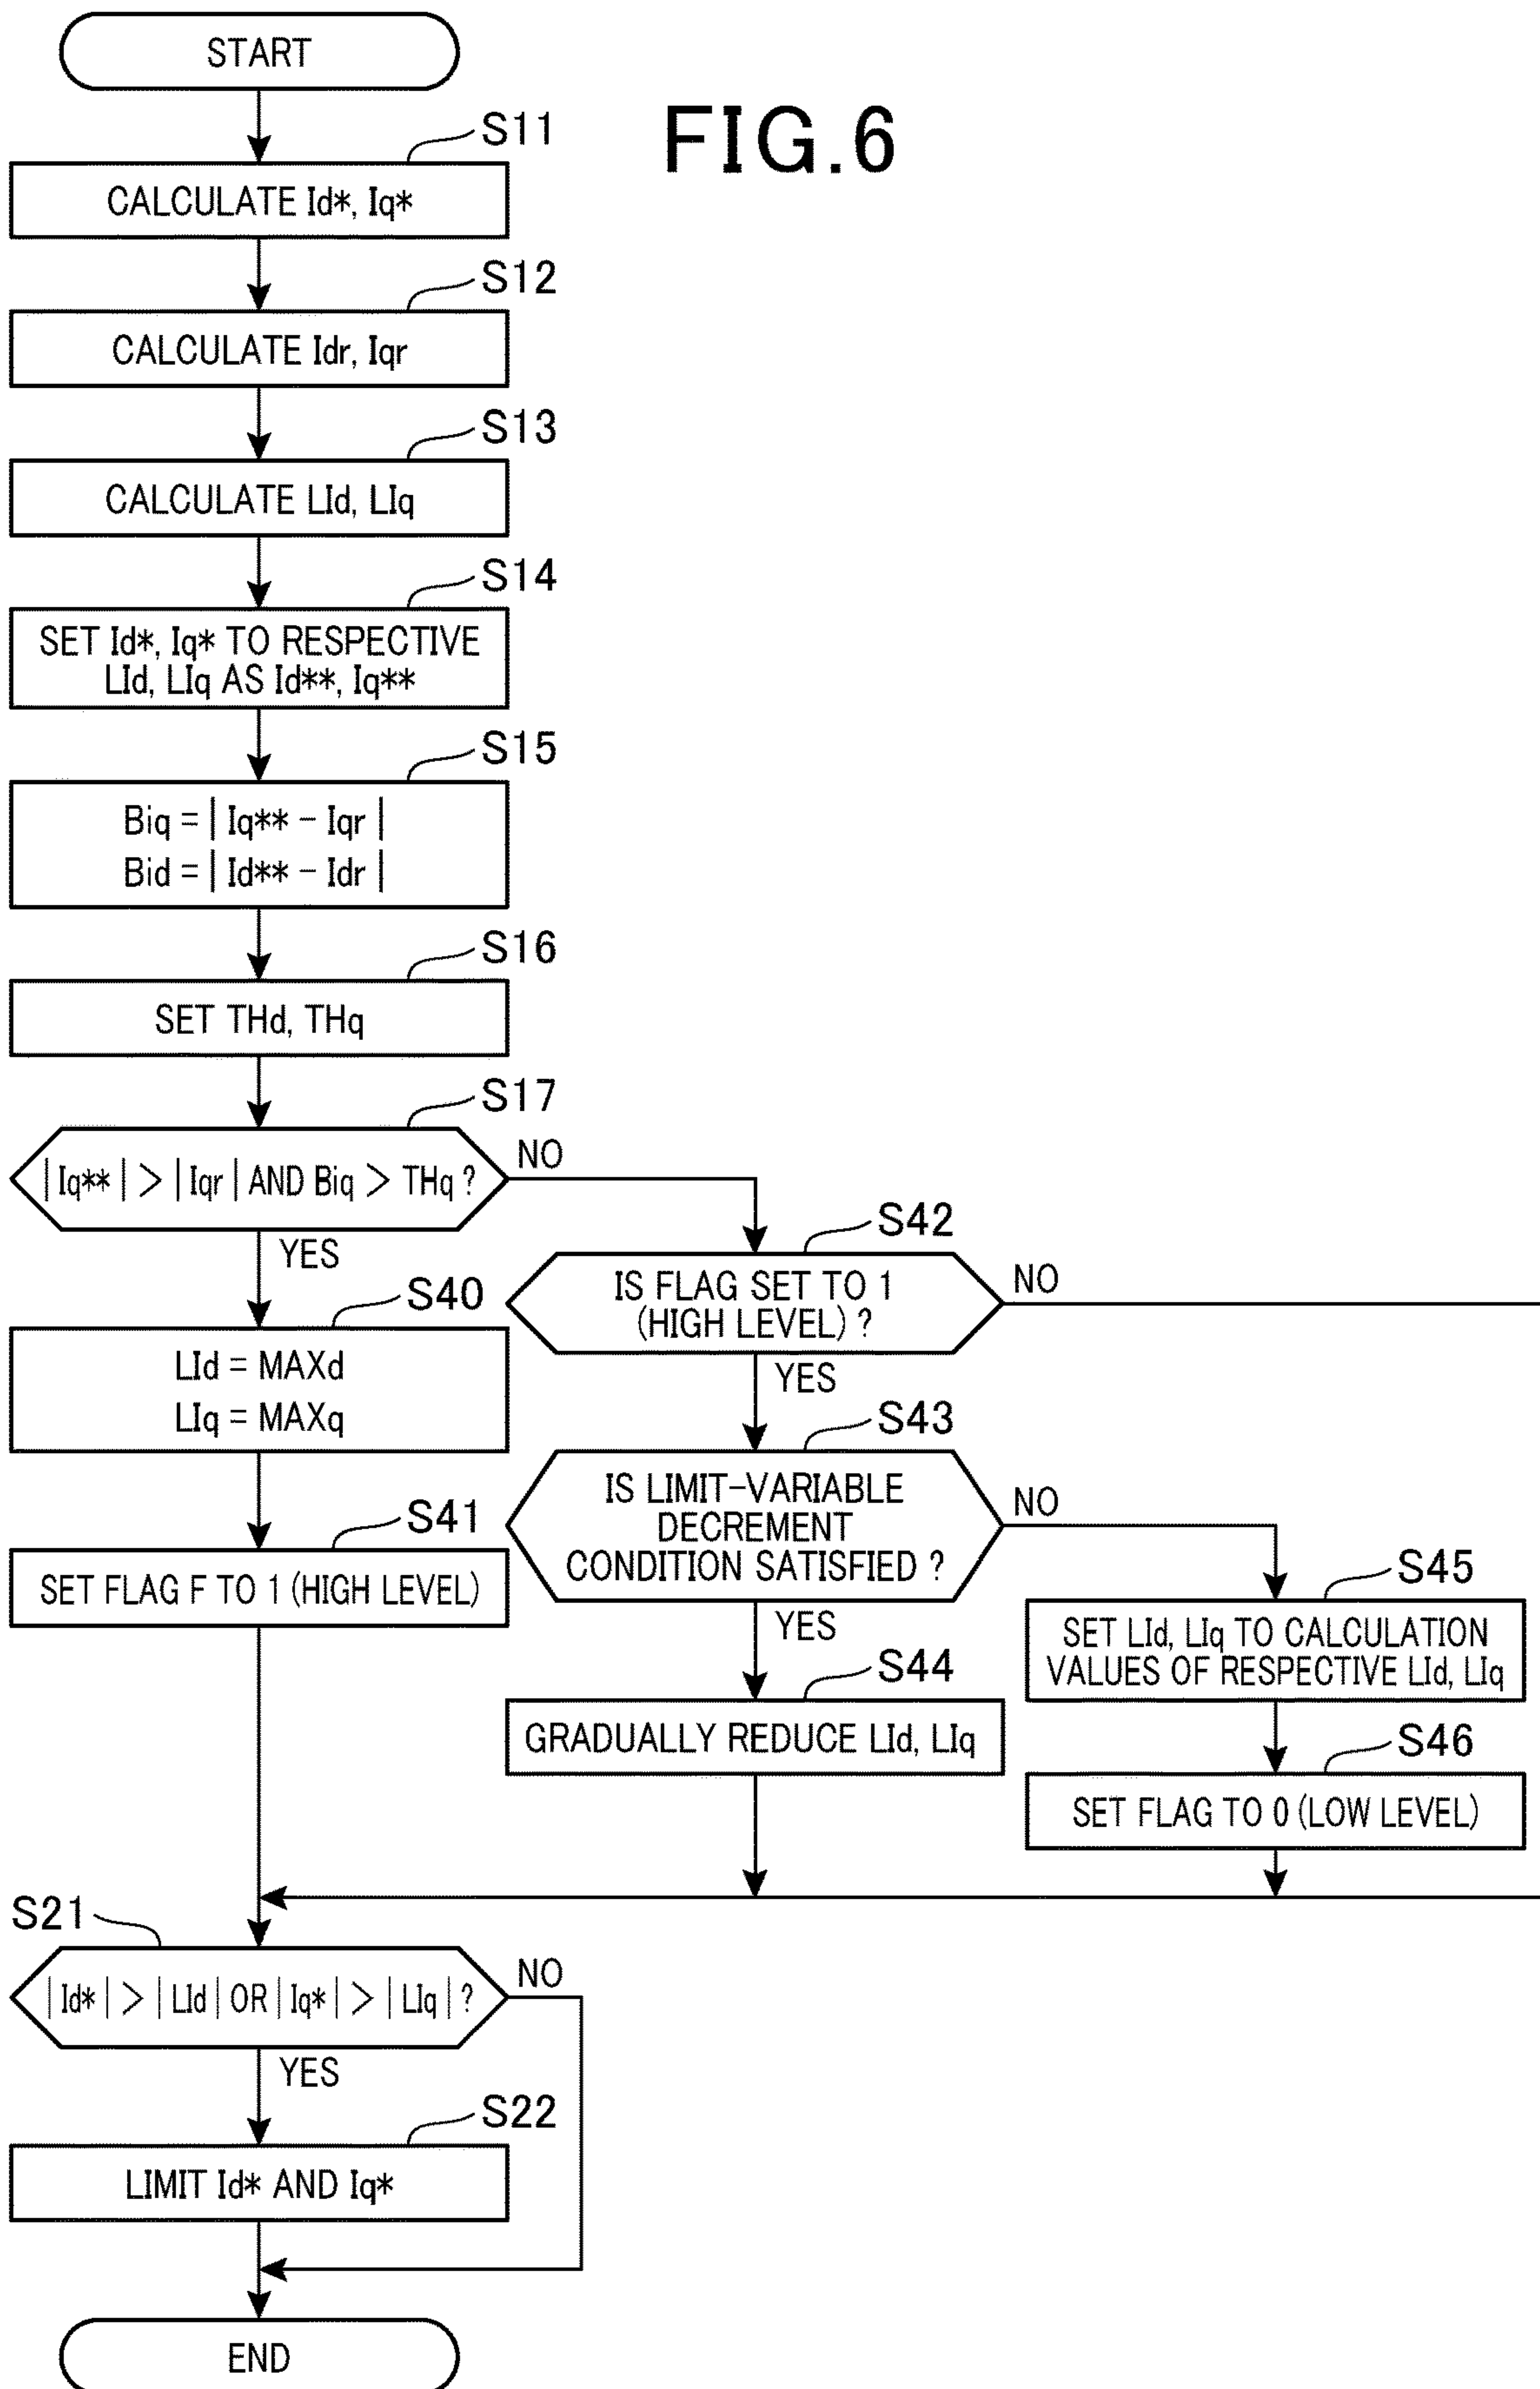 START
FIG.6
S11
CALCULATE Id*, Iq*
S12
CALCULATE Idr, Iqr
S13
CALCULATE LId, LIq
S14
SET Id*, Iq* TO RESPECTIVE
LId, LIq AS Id**, Iq**
S15
Biq = | Iq** - Iqr |
Bid = | Id** - Idr |
S16
SET THd, THq
S17
| Iq** | > | Iqr | AND Biq > THq ?
NO
YES
S42
IS FLAG SET TO 1
(HIGH LEVEL) ?
NO
YES
S40
LId = MAXd
LIq = MAXq
S43
IS LIMIT-VARIABLE
DECREMENT
CONDITION SATISFIED ?
NO
YES
S41
SET FLAG F TO 1 (HIGH LEVEL)
S45
SET LId, LIq TO CALCULATION
VALUES OF RESPECTIVE LId, LIq
S44
GRADUALLY REDUCE LId, LIq
S46
SET FLAG TO 0 (LOW LEVEL)
S21
| Id* | > | LId | OR | Iq* | > | LIq | ?
NO
YES
S22
LIMIT Id* AND Iq*
END